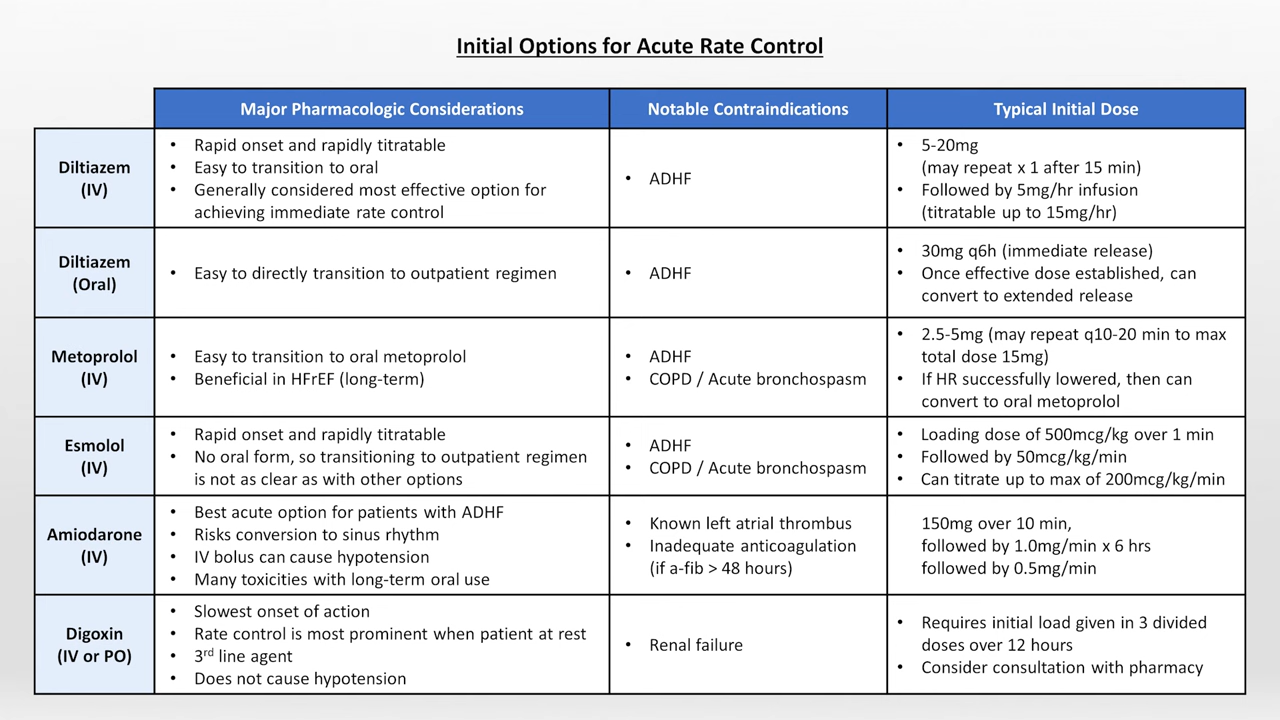 Initial Options for Acute Rate Control
Major Pharmacologic Considerations
Notable Contraindications
Typical Initial Dose
Diltiazem
(IV)
• Rapid onset and rapidly titratable
• Easy to transition to oral
• Generally considered most effective option for
achieving immediate rate control
• ADHF
• 5-20mg
(may repeat x 1 after 15 min)
• Followed by 5mg/hr infusion
(titratable up to 15mg/hr)
Diltiazem
(Oral)
• Easy to directly transition to outpatient regimen
• ADHF
• 30mg q6h (immediate release)
• Once effective dose established, can
convert to extended release
Metoprolol
(IV)
• Easy to transition to oral metoprolol
• Beneficial in HFrEF (long-term)
• ADHF
• COPD / Acute bronchospasm
• 2.5-5mg (may repeat q10-20 min to max
total dose 15mg)
• If HR successfully lowered, then can
convert to oral metoprolol
Esmolol
(IV)
• Rapid onset and rapidly titratable
• No oral form, so transitioning to outpatient regimen
is not as clear as with other options
• ADHF
• COPD / Acute bronchospasm
• Loading dose of 500mcg/kg over 1 min
• Followed by 50mcg/kg/min
• Can titrate up to max of 200mcg/kg/min
Amiodarone
(IV)
• Best acute option for patients with ADHF
• Risks conversion to sinus rhythm
• IV bolus can cause hypotension
• Many toxicities with long-term oral use
• Known left atrial thrombus
• Inadequate anticoagulation
(if a-fib > 48 hours)
150mg over 10 min,
followed by 1.0mg/min x 6 hrs
followed by 0.5mg/min
Digoxin
(IV or PO)
• Slowest onset of action
• Rate control is most prominent when patient at rest
• 3rd line agent
• Does not cause hypotension
• Renal failure
• Requires initial load given in 3 divided
doses over 12 hours
• Consider consultation with pharmacy